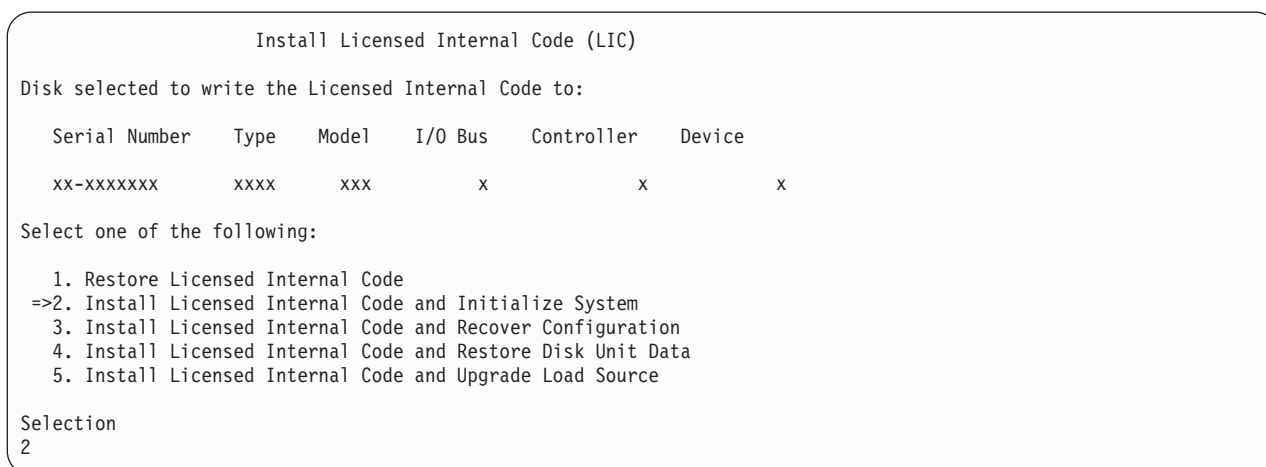 Install Licensed Internal Code (LIC)
Disk selected to write the Licensed Internal Code to:
Serial Number Type Model I/O Bus Controller Device
xx-xxxxxxx xxxx xxx x x x
Select one of the following:
1. Restore Licensed Internal Code
=>2. Install Licensed Internal Code and Initialize System
3. Install Licensed Internal Code and Recover Configuration
4. Install Licensed Internal Code and Restore Disk Unit Data
5. Install Licensed Internal Code and Upgrade Load Source
Selection
2